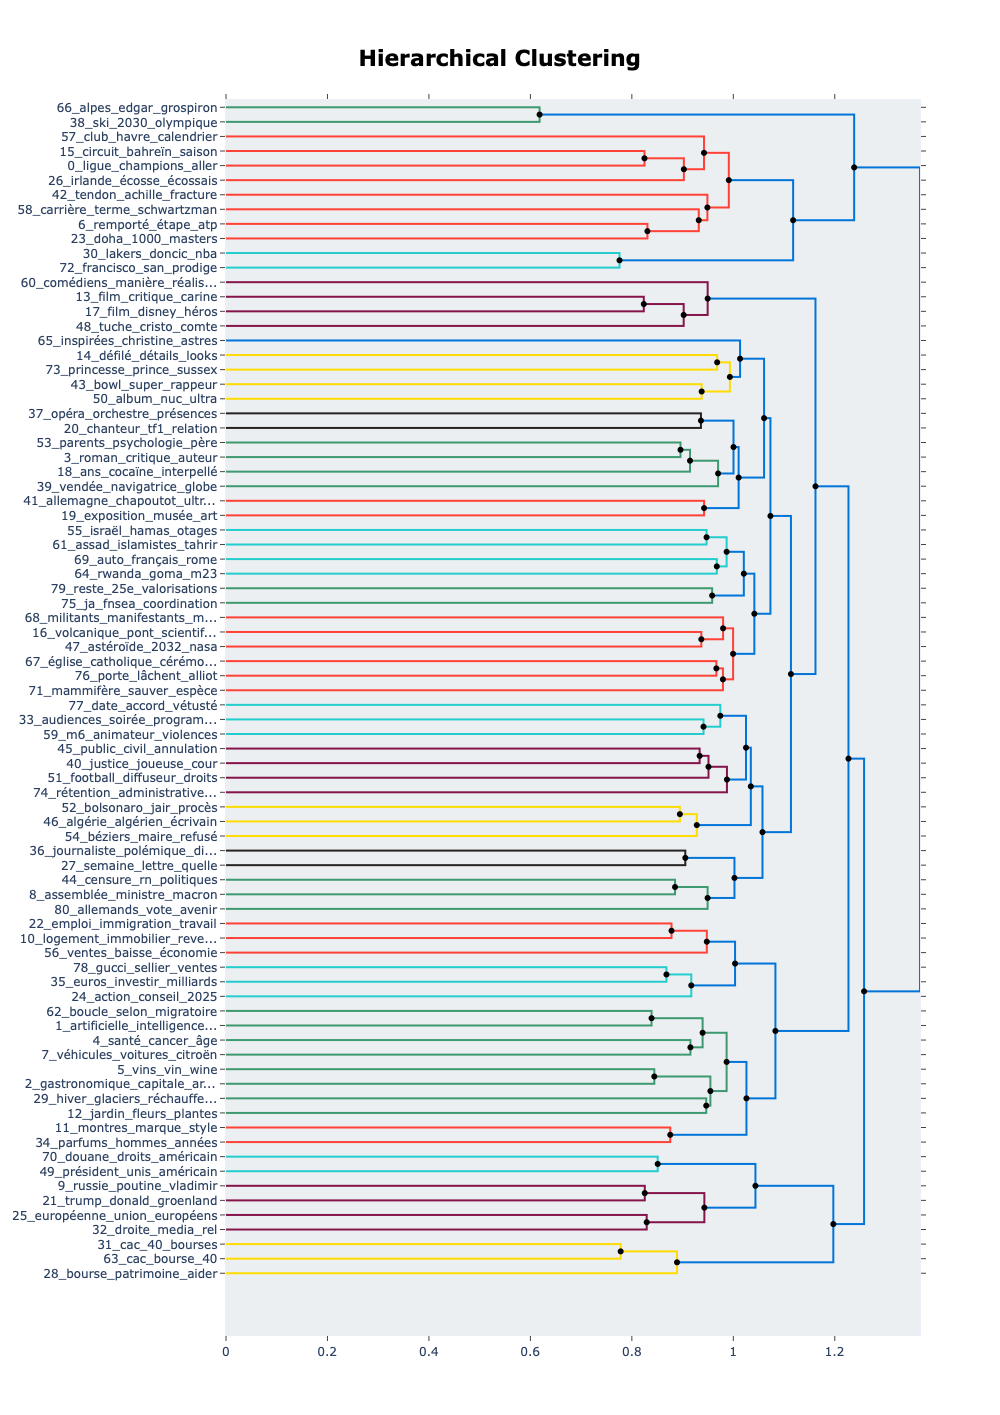 Hierarchical Clustering
66_alpes_edgar_grospiron
38_ski_2030_olympique
57_club_havre_calendrier
15_circuit_bahreïn_saison
0_ligue_champions_aller
26_irlande_écosse_écossais
42_tendon_achille_fracture
58_carrière_terme_schwartzman
6_remporté_étape_atp
23_doha_1000_masters
30_lakers_doncic_nba
72_francisco_san_prodige
60_comédiens_manière_réalis...
13_film_critique_carine
17_film_disney_héros
48_tuche_cristo_comte
65_inspirées_christine_astres
14_défilé_détails_looks
73_princesse_prince_sussex
43_bowl_super_rappeur
50_album_nuc_ultra
37_opéra_orchestre_présences
20_chanteur_tf1_relation
53_parents_psychologie_père
3_roman_critique_auteur
18_ans_cocaïne_interpellé
39_vendée_navigatrice_globe
41_allemagne_chapoutot_ultr...
19_exposition_musée_art
55_israël_hamas_otages
61_assad_islamistes_tahrir
69_auto_français_rome
64_rwanda_goma_m23
79_reste_25e_valorisations
75_ja_fnsea_coordination
68_militants_manifestants_m...
16_volcanique_pont_scientif...
47_astéroïde_2032_nasa
67_église_catholique_cérémo...
76_porte_lâchent_alliot
71_mammifère_sauver_espèce
77_date_accord_vétusté
33_audiences_soirée_program...
59_m6_animateur_violences
45_public_civil_annulation
40_justice_joueuse_cour
51_football_diffuseur_droits
74_rétention_administrative...
52_bolsonaro_jair_procès
46_algérie_algérien_écrivain
54_béziers_maire_refusé
36_journaliste_polémique_di...
27_semaine_lettre_quelle
44_censure_rn_politiques
8_assemblée_ministre_macron
80_allemands_vote_avenir
22_emploi_immigration_travail
10_logement_immobilier_reve...
56_ventes_baisse_économie
78_gucci_sellier_ventes
35_euros_investir_milliards
24_action_conseil_2025
62_boucle_selon_migratoire
1_artificielle_intelligence...
4_santé_cancer_âge
7_véhicules_voitures_citroën
5_vins_vin_wine
2_gastronomique_capitale_ar...
29_hiver_glaciers_réchauffe...
12_jardin_fleurs_plantes
11_montres_marque_style
34_parfums_hommes_années
70_douane_droits_américain
49_président_unis_américain
9_russie_poutine_vladimir
21_trump_donald_groenland
25_européenne_union_européens
32_droite_media_rel
31_cac_40_bourses
63_cac_bourse_40
28_bourse_patrimoine_aider
0 0.2 0.4 0.6 0.8 1 1.2